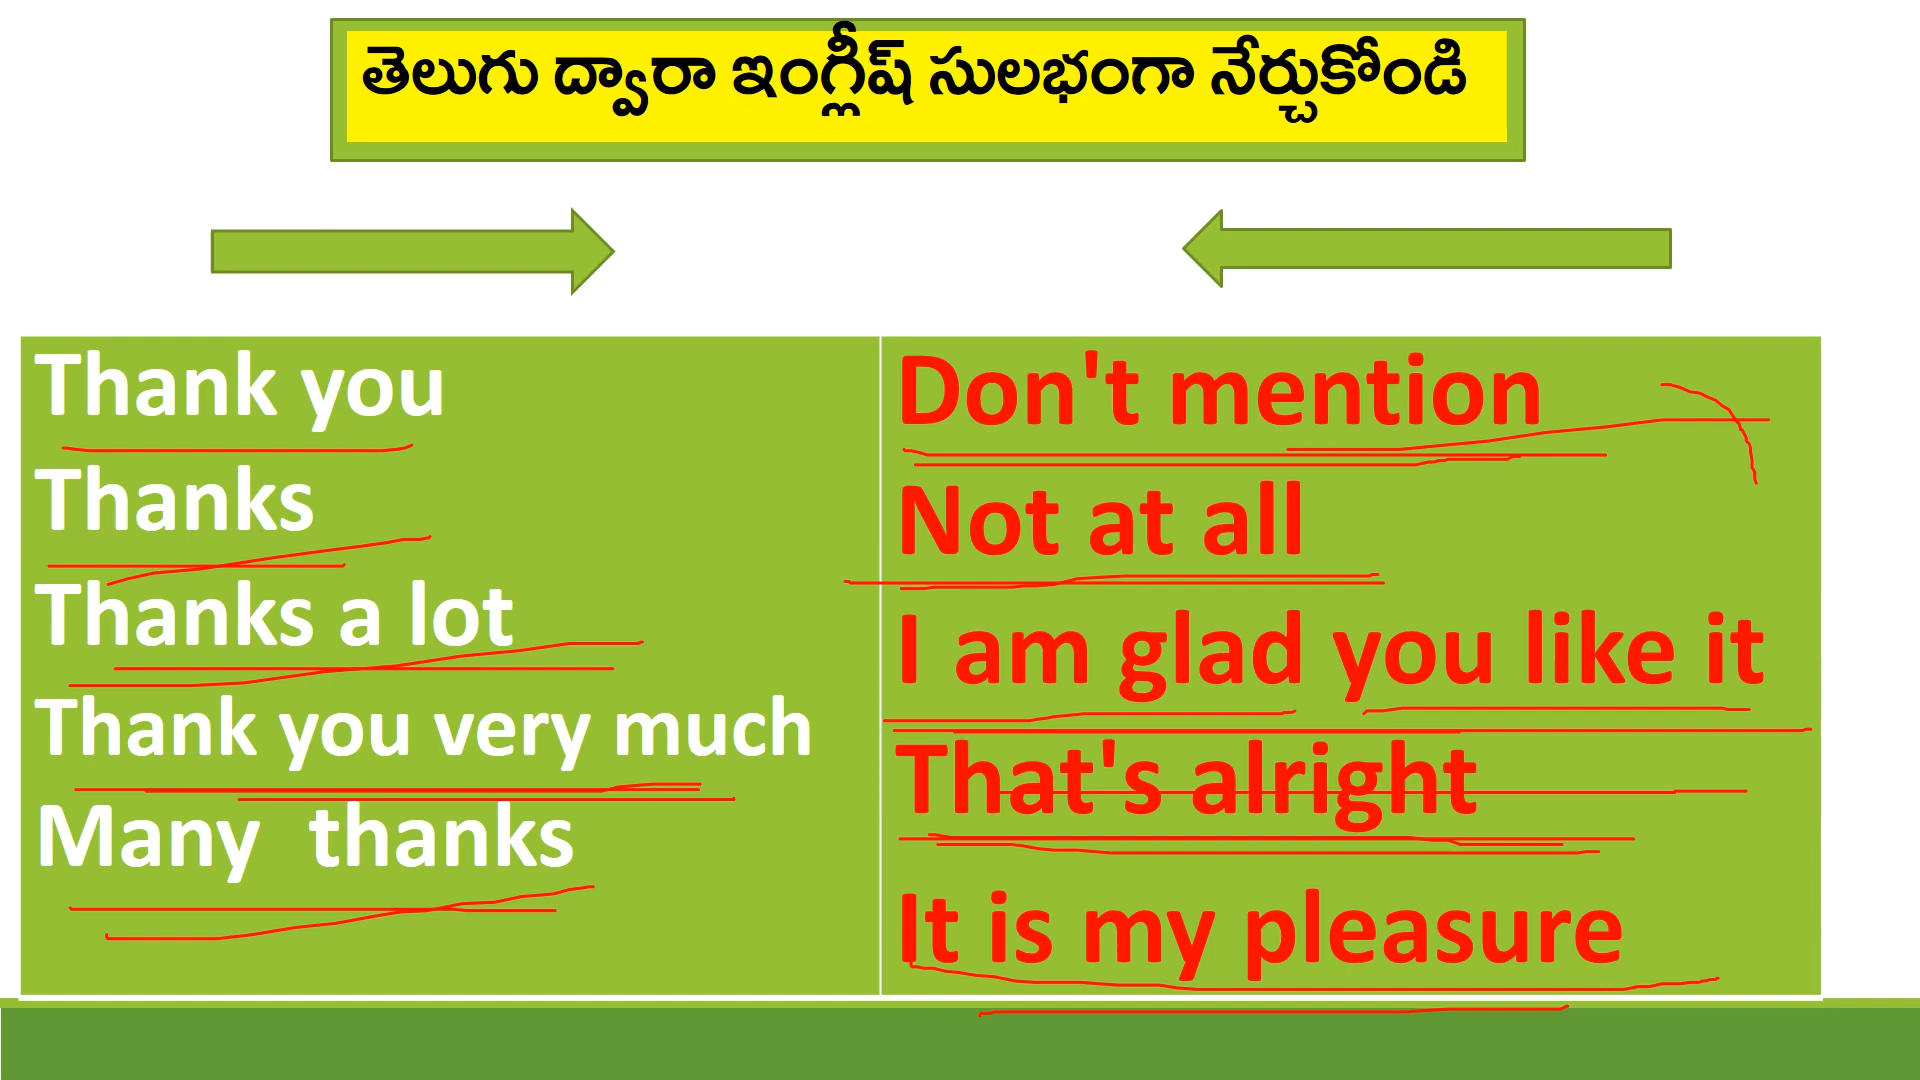 తెలుగు ద్వారా ఇంగ్లీష్ సులభంగా నేర్చుకోండి
Thank you
Thanks
Thanks a lot
Thank you very much
Many thanks
Don't mention
Not at all
I am glad you like it
That's alright
It is my pleasure